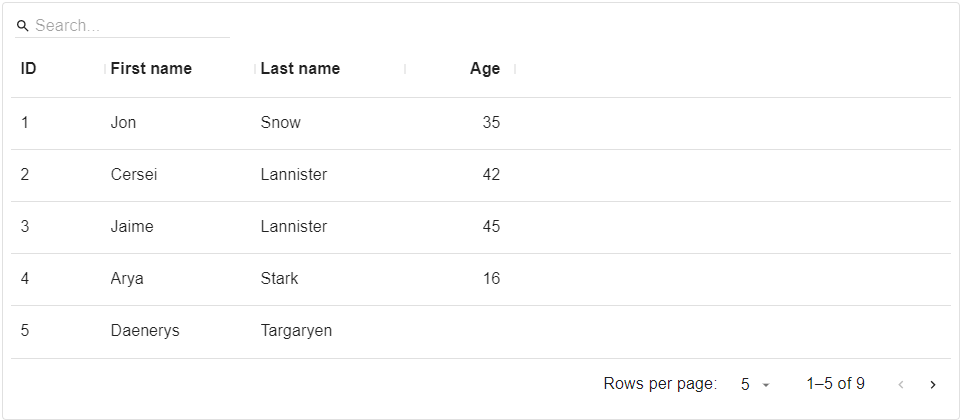 Search...
ID First name Last name Age
1 Jon Snow 35
2 Cersei Lannister 42
3 Jaime Lannister 45
4 Arya Stark 16
5 Daenerys Targaryen
Rows per page: 5 1–5 of 9